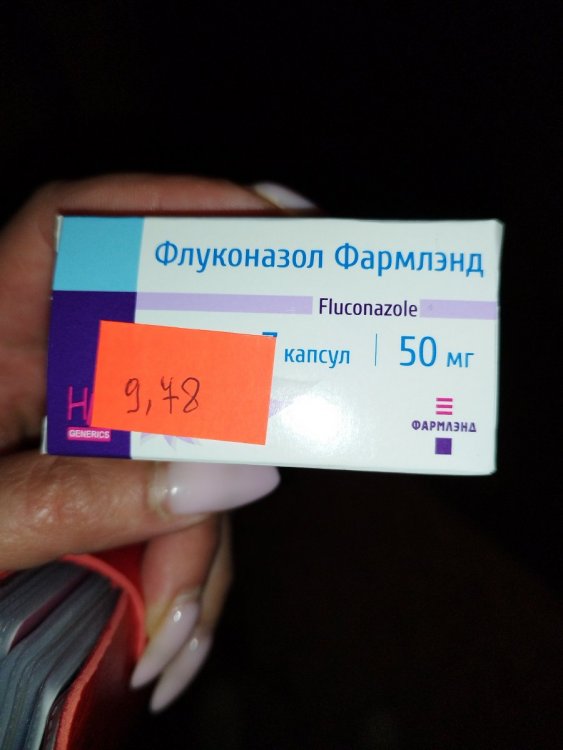 Флуконазол Фармлэнд
Fluconazole
капсул
50 мг
9,78
GENERICS
ФАРМЛЭНД